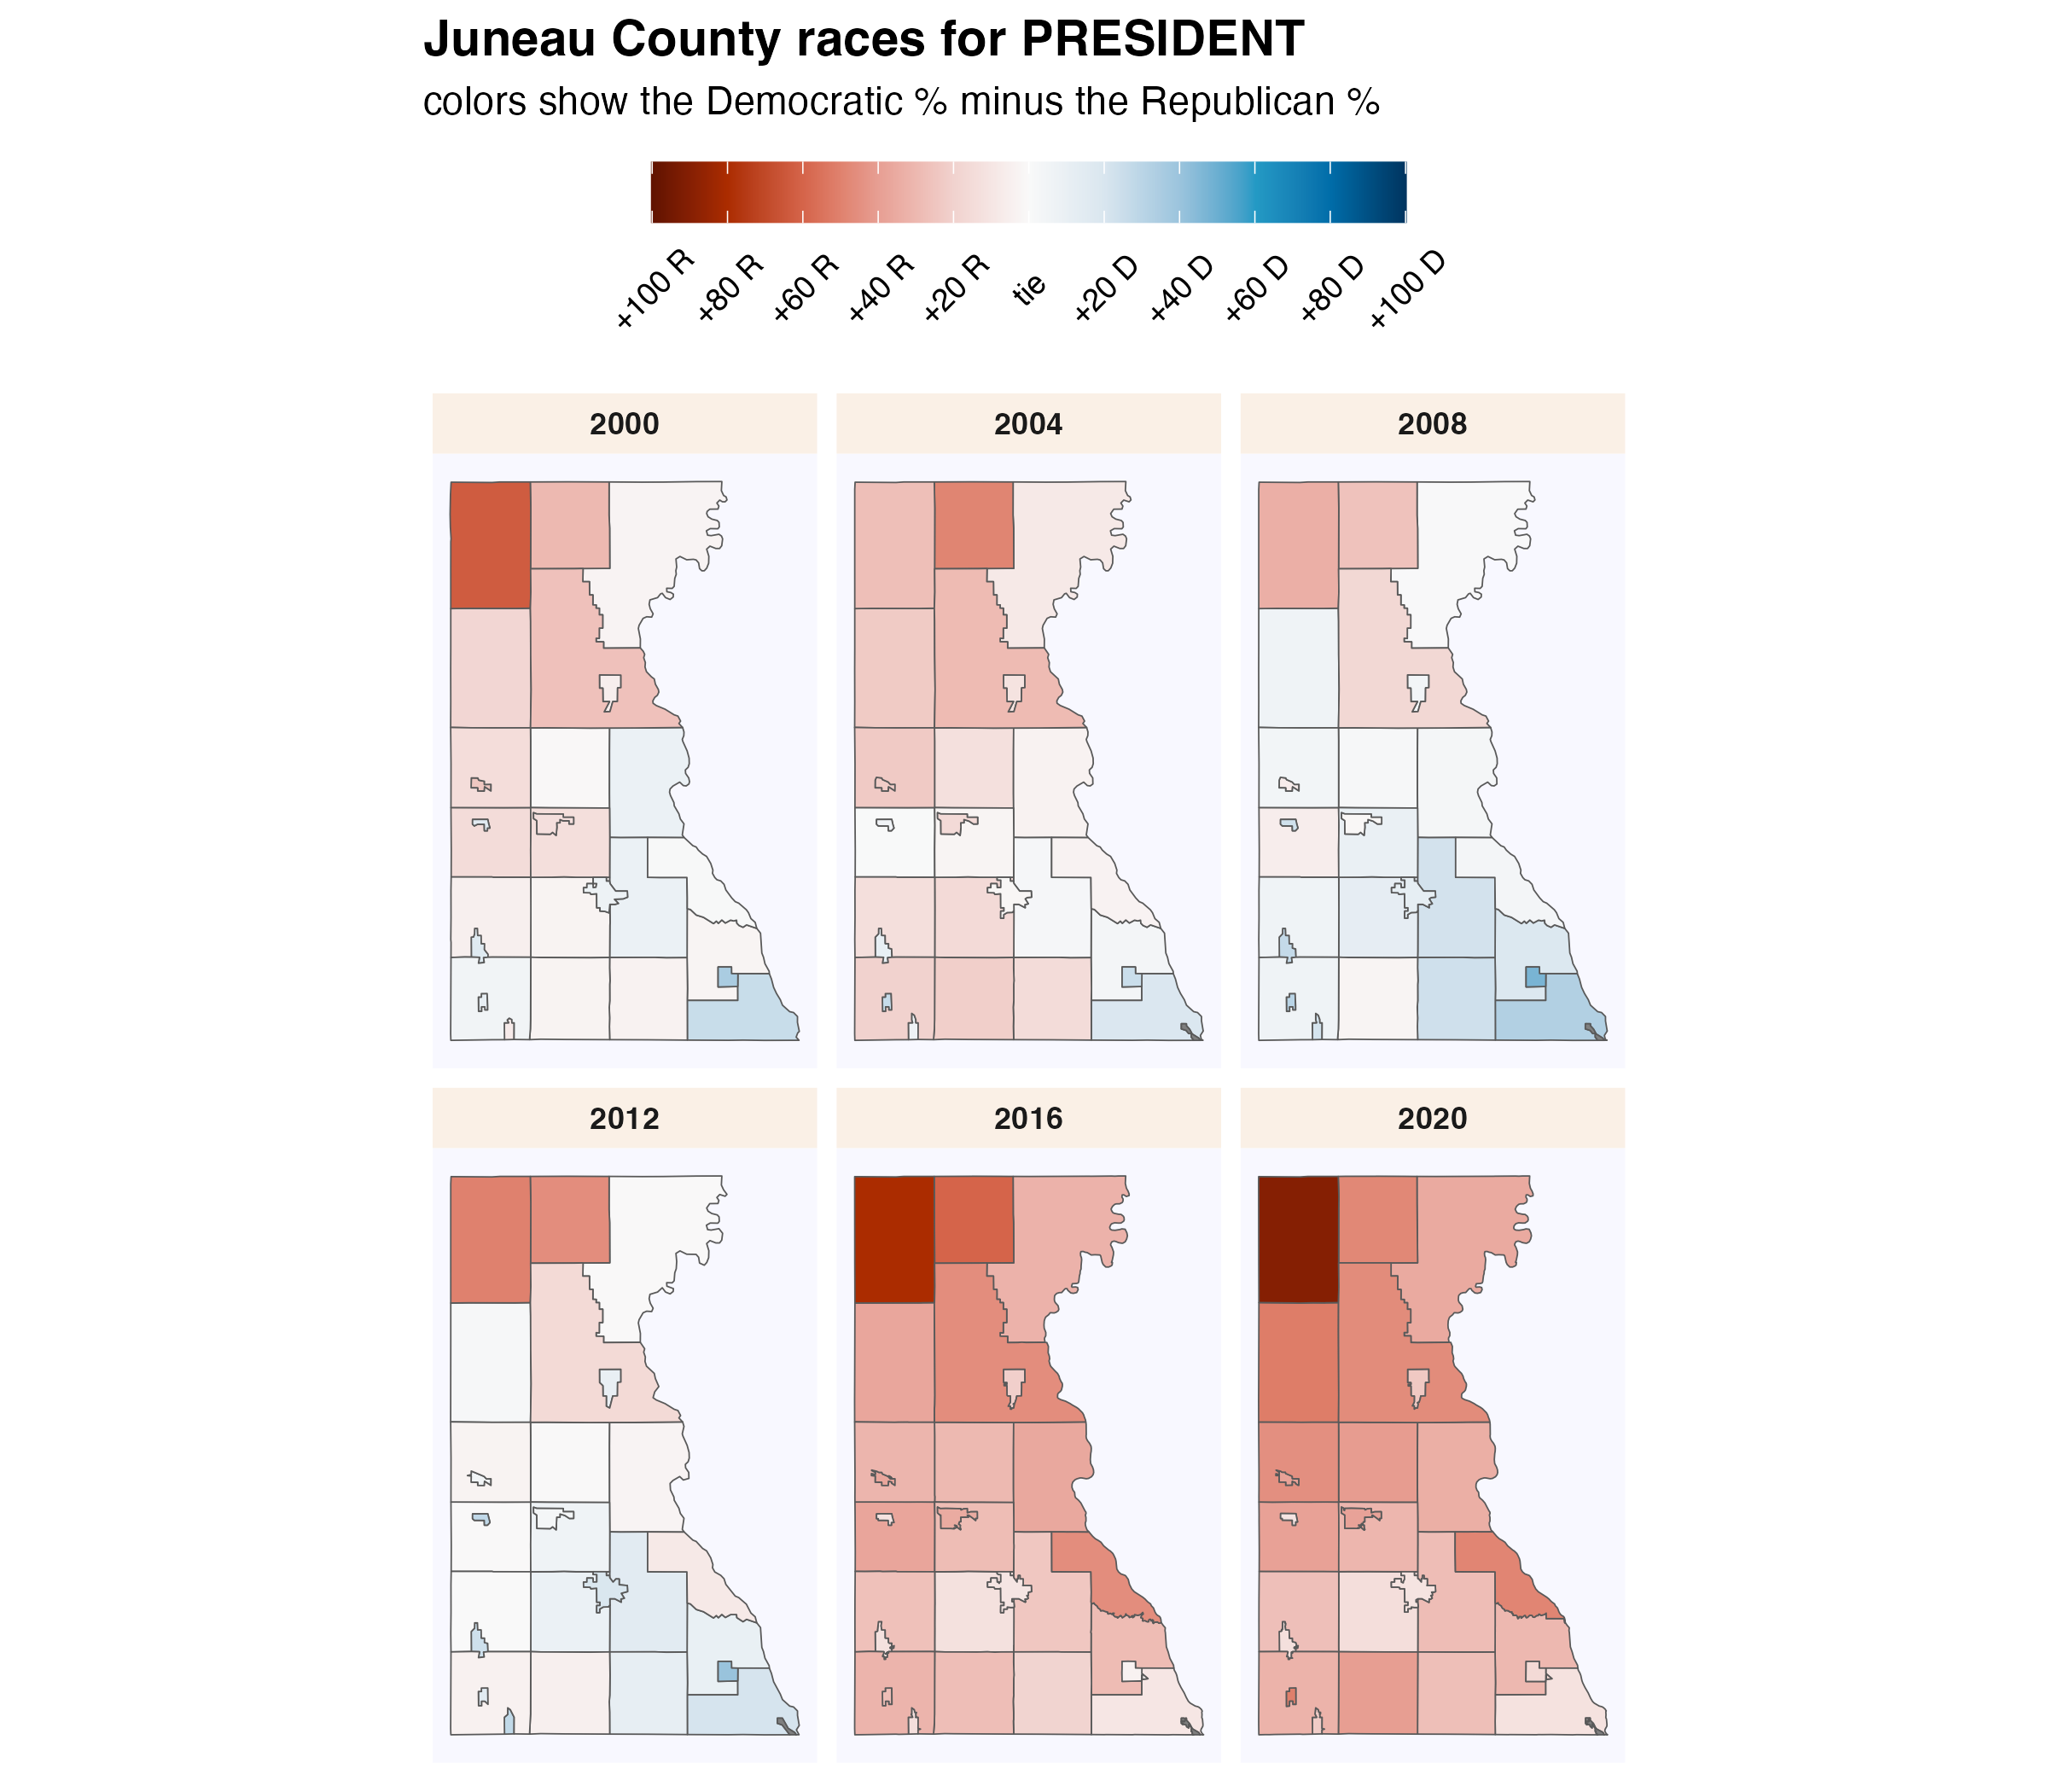 Juneau County races for PRESIDENT
colors show the Democratic % minus the Republican %
+100 R
+80 R
+60 R
+40 R
+20 R
tie
+20 D
+40 D
+60 D
+80 D
+100 D
2000
2004
2008
2012
2016
2020